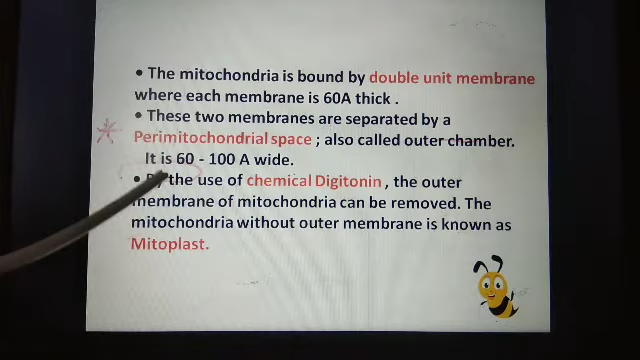 • The mitochondria is bound by double unit membrane
where each membrane is 60A thick .
• These two membranes are separated by a
Perimitochondrial space ; also called outer chamber.
It is 60 - 100 A wide.
• By the use of chemical Digitonin , the outer
membrane of mitochondria can be removed. The
mitochondria without outer membrane is known as
Mitoplast.